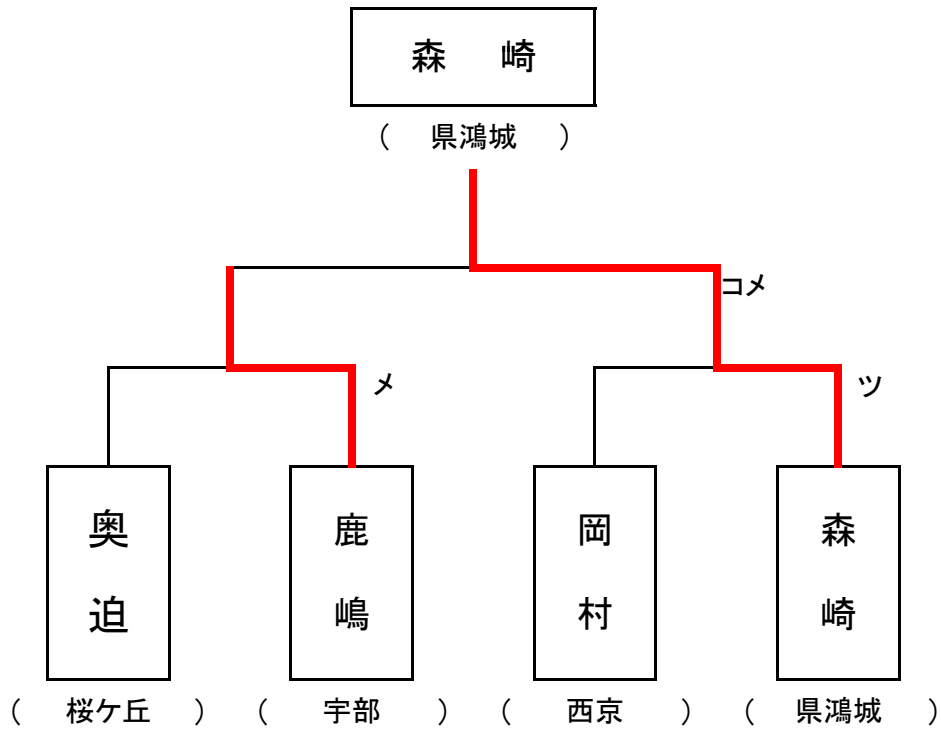 森 崎
( 県鴻城 )
コメ
メ
ツ
奥迫
鹿嶋
岡村
森崎
( 桜ケ丘 ) ( 宇部 ) ( 西京 ) ( 県鴻城 )